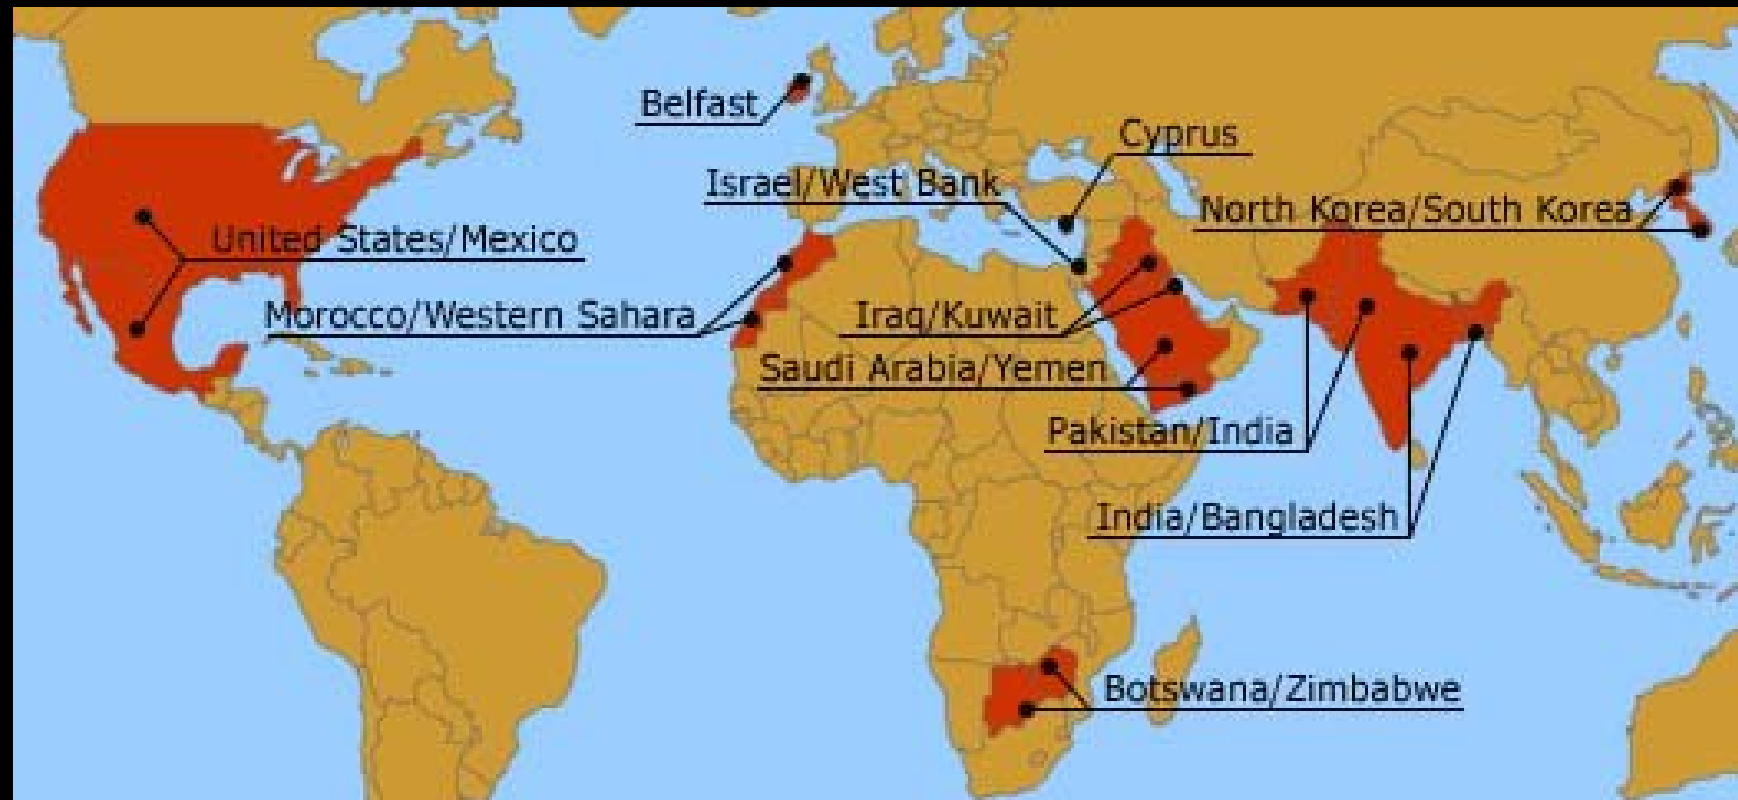 Belfast
Cyprus
Israel/West Bank
North Korea/South Korea
United States/Mexico
Morocco/Western Sahara
Iraq/Kuwait
Saudi Arabia/Yemen
Pakistan/India
India/Bangladesh
Botswana/Zimbabwe